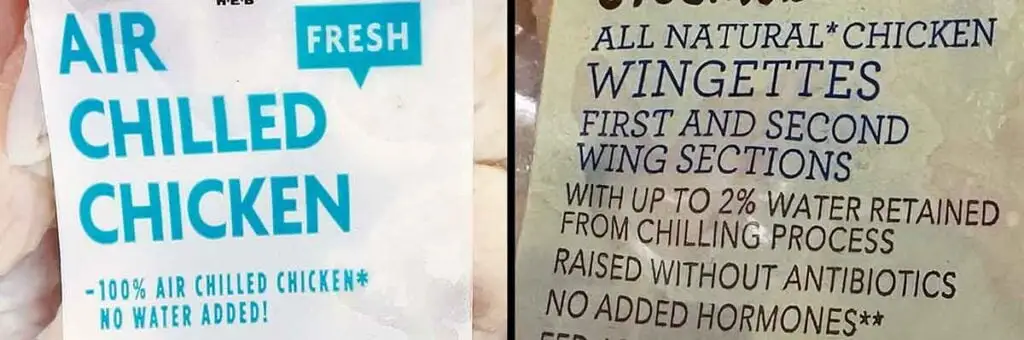 H-E-B
AIR
CHILLED
CHICKEN
FRESH
-100% AIR CHILLED CHICKEN*
NO WATER ADDED!
ALL NATURAL* CHICKEN
WINGETTES
FIRST AND SECOND
WING SECTIONS
WITH UP TO 2% WATER RETAINED
FROM CHILLING PROCESS
RAISED WITHOUT ANTIBIOTICS
NO ADDED HORMONES**